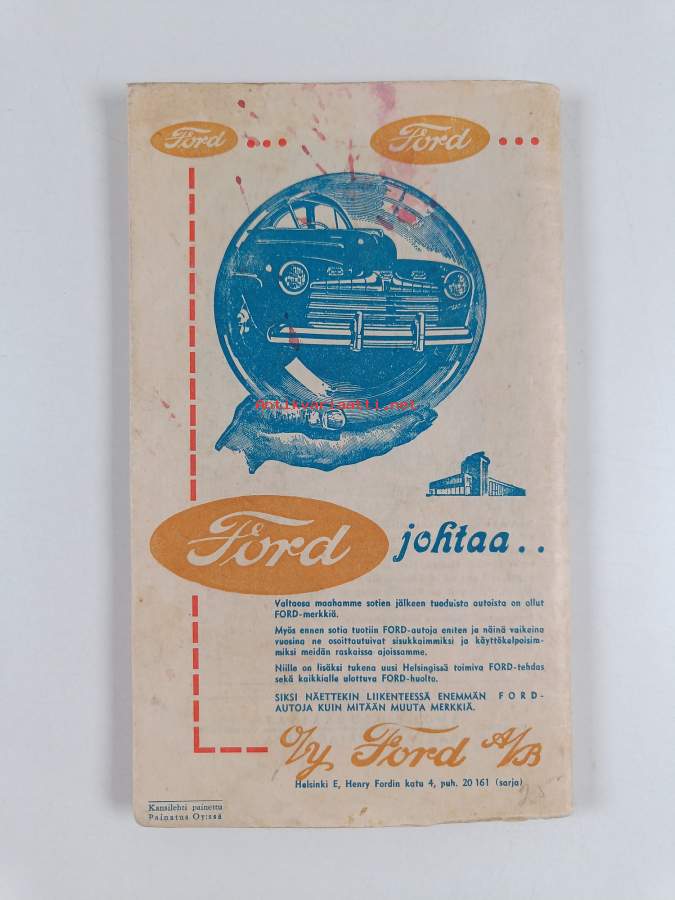 Ford ... Ford ...
antikvariaatti.net
Ford johtaa..
Valtaosa maahamme sotien jälkeen tuoduista autoista on ollut
FORD-merkkiä.
Myös ennen sotia tuotiin FORD-autoja eniten ja näinä vaikeina
vuosina ne osoittautuivat sisukkaimmiksi ja käyttökelpoisim-
miksi meidän raskaissa ajoissamme.
Niille on lisäksi tukena uusi Helsingissä toimiva FORD-tehdas
sekä kaikkialle ulottuva FORD-huolto.
SIKSI NÄETTEKIN LIIKENTEESSÄ ENEMMÄN FORD-
AUTOJA KUIN MITÄÄN MUUTA MERKKIÄ.
O/y Ford A/B
Helsinki E, Henry Fordin katu 4, puh. 20 161 (sarja)
25
Kansilehti painettu
Painatus Oy:ssä